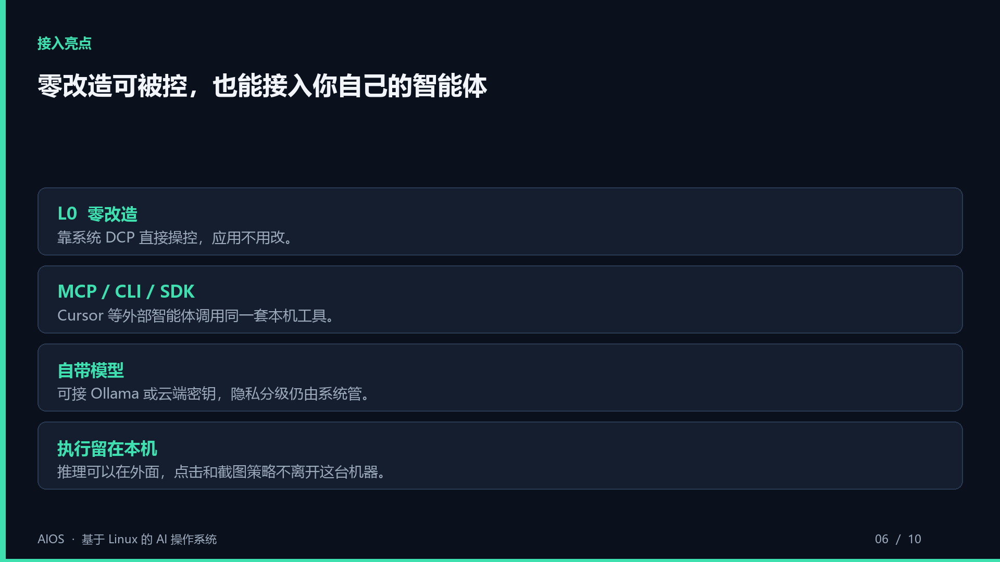 接入亮点
零改造可被控，也能接入你自己的智能体
L0 零改造
靠系统 DCP 直接操控，应用不用改。
MCP / CLI / SDK
Cursor 等外部智能体调用同一套本机工具。
自带模型
可接 Ollama 或云端密钥，隐私分级仍由系统管。
执行留在本机
推理可以在外面，点击和截图策略不离开这台机器。
AIOS · 基于 Linux 的 AI 操作系统
06 / 10